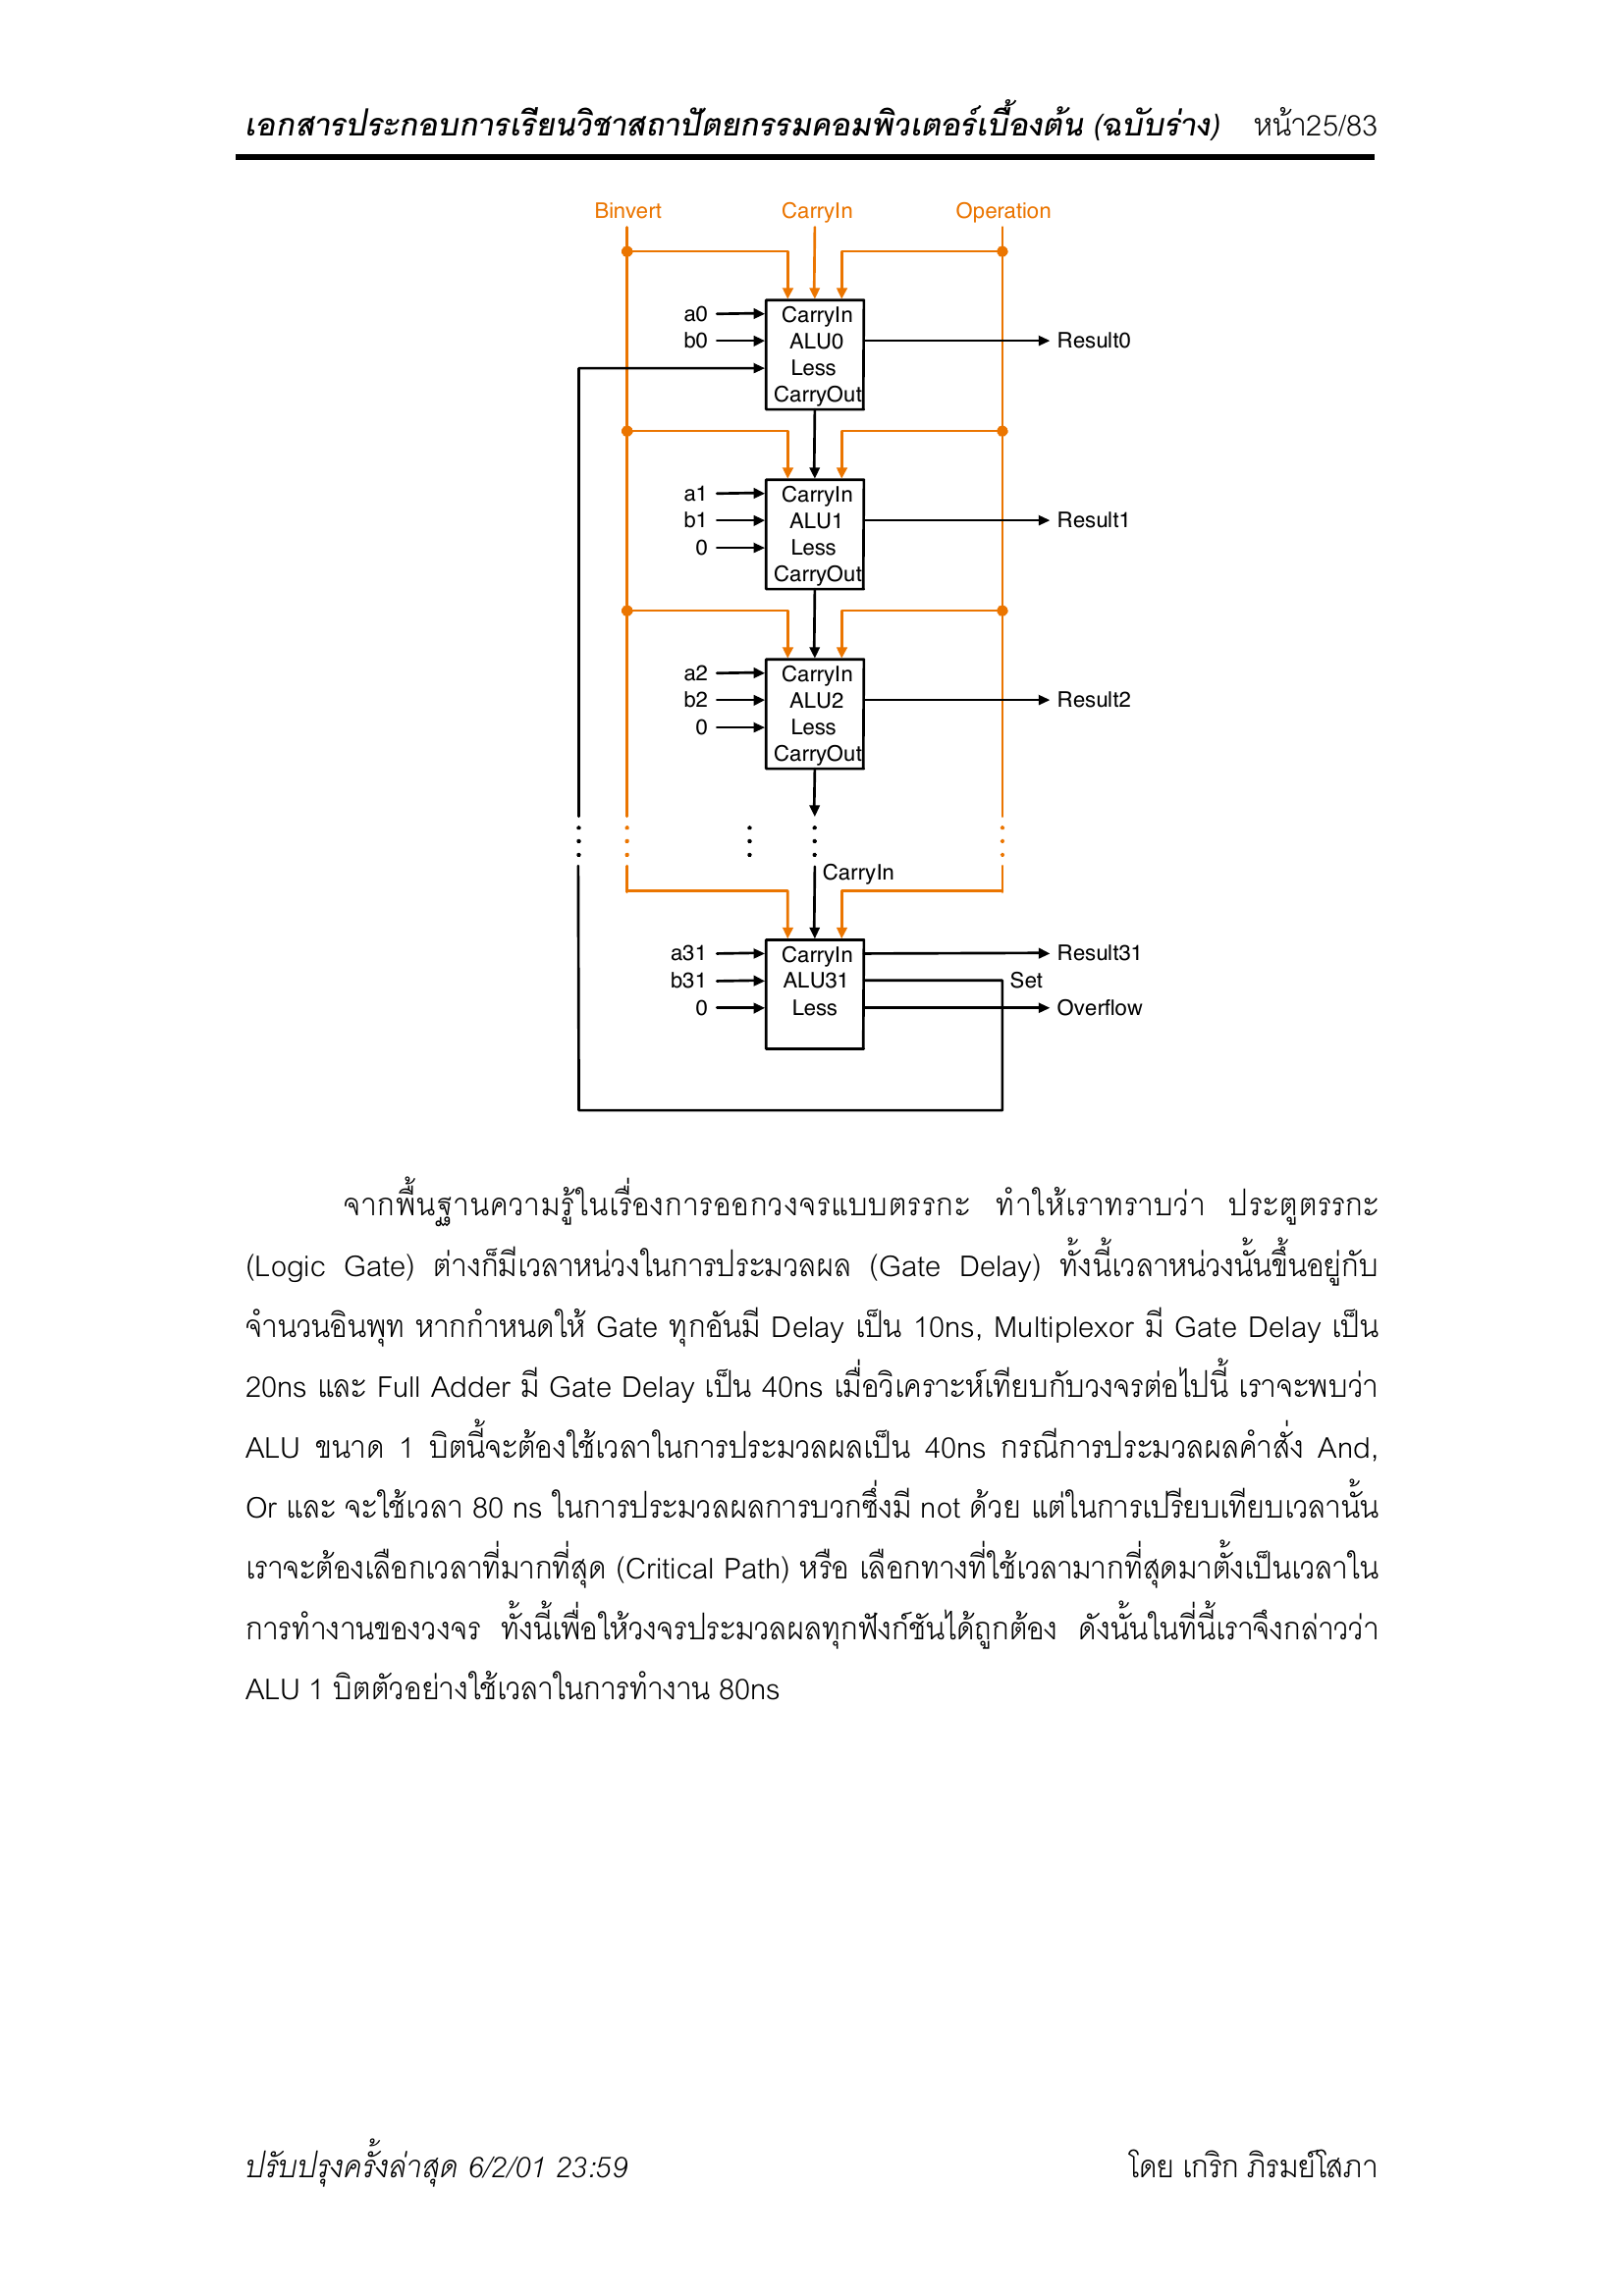 เอกสารประกอบการเรียนวิชาสถาปัตยกรรมคอมพิวเตอร์เบื้องต้น (ฉบับร่าง) หน้า25/83
Binvert CarryIn Operation
a0 CarryIn
b0 ALU0 Result0
Less
CarryOut
a1 CarryIn
b1 ALU1 Result1
0 Less
CarryOut
a2 CarryIn
b2 ALU2 Result2
0 Less
CarryOut
CarryIn
a31 CarryIn Result31
b31 ALU31 Set
0 Less Overflow
จากพื้นฐานความรู้ในเรื่องการออกวงจรแบบตรรกะ ทำให้เราทราบว่า ประตูตรรกะ
(Logic Gate) ต่างก็มีเวลาหน่วงในการประมวลผล (Gate Delay) ทั้งนี้เวลาหน่วงนั้นขึ้นอยู่กับ
จำนวนอินพุท หากกำหนดให้ Gate ทุกอันมี Delay เป็น 10ns, Multiplexor มี Gate Delay เป็น
20ns และ Full Adder มี Gate Delay เป็น 40ns เมื่อวิเคราะห์เทียบกับวงจรต่อไปนี้ เราจะพบว่า
ALU ขนาด 1 บิตนี้จะต้องใช้เวลาในการประมวลผลเป็น 40ns กรณีการประมวลผลคำสั่ง And,
Or และ จะใช้เวลา 80 ns ในการประมวลผลการบวกซึ่งมี not ด้วย แต่ในการเปรียบเทียบเวลานั้น
เราจะต้องเลือกเวลาที่มากที่สุด (Critical Path) หรือ เลือกทางที่ใช้เวลามากที่สุดมาตั้งเป็นเวลาใน
การทำงานของวงจร ทั้งนี้เพื่อให้วงจรประมวลผลทุกฟังก์ชันได้ถูกต้อง ดังนั้นในที่นี้เราจึงกล่าวว่า
ALU 1 บิตตัวอย่างใช้เวลาในการทำงาน 80ns
ปรับปรุงครั้งล่าสุด 6/2/01 23:59 โดย เกริก ภิรมย์โสภา